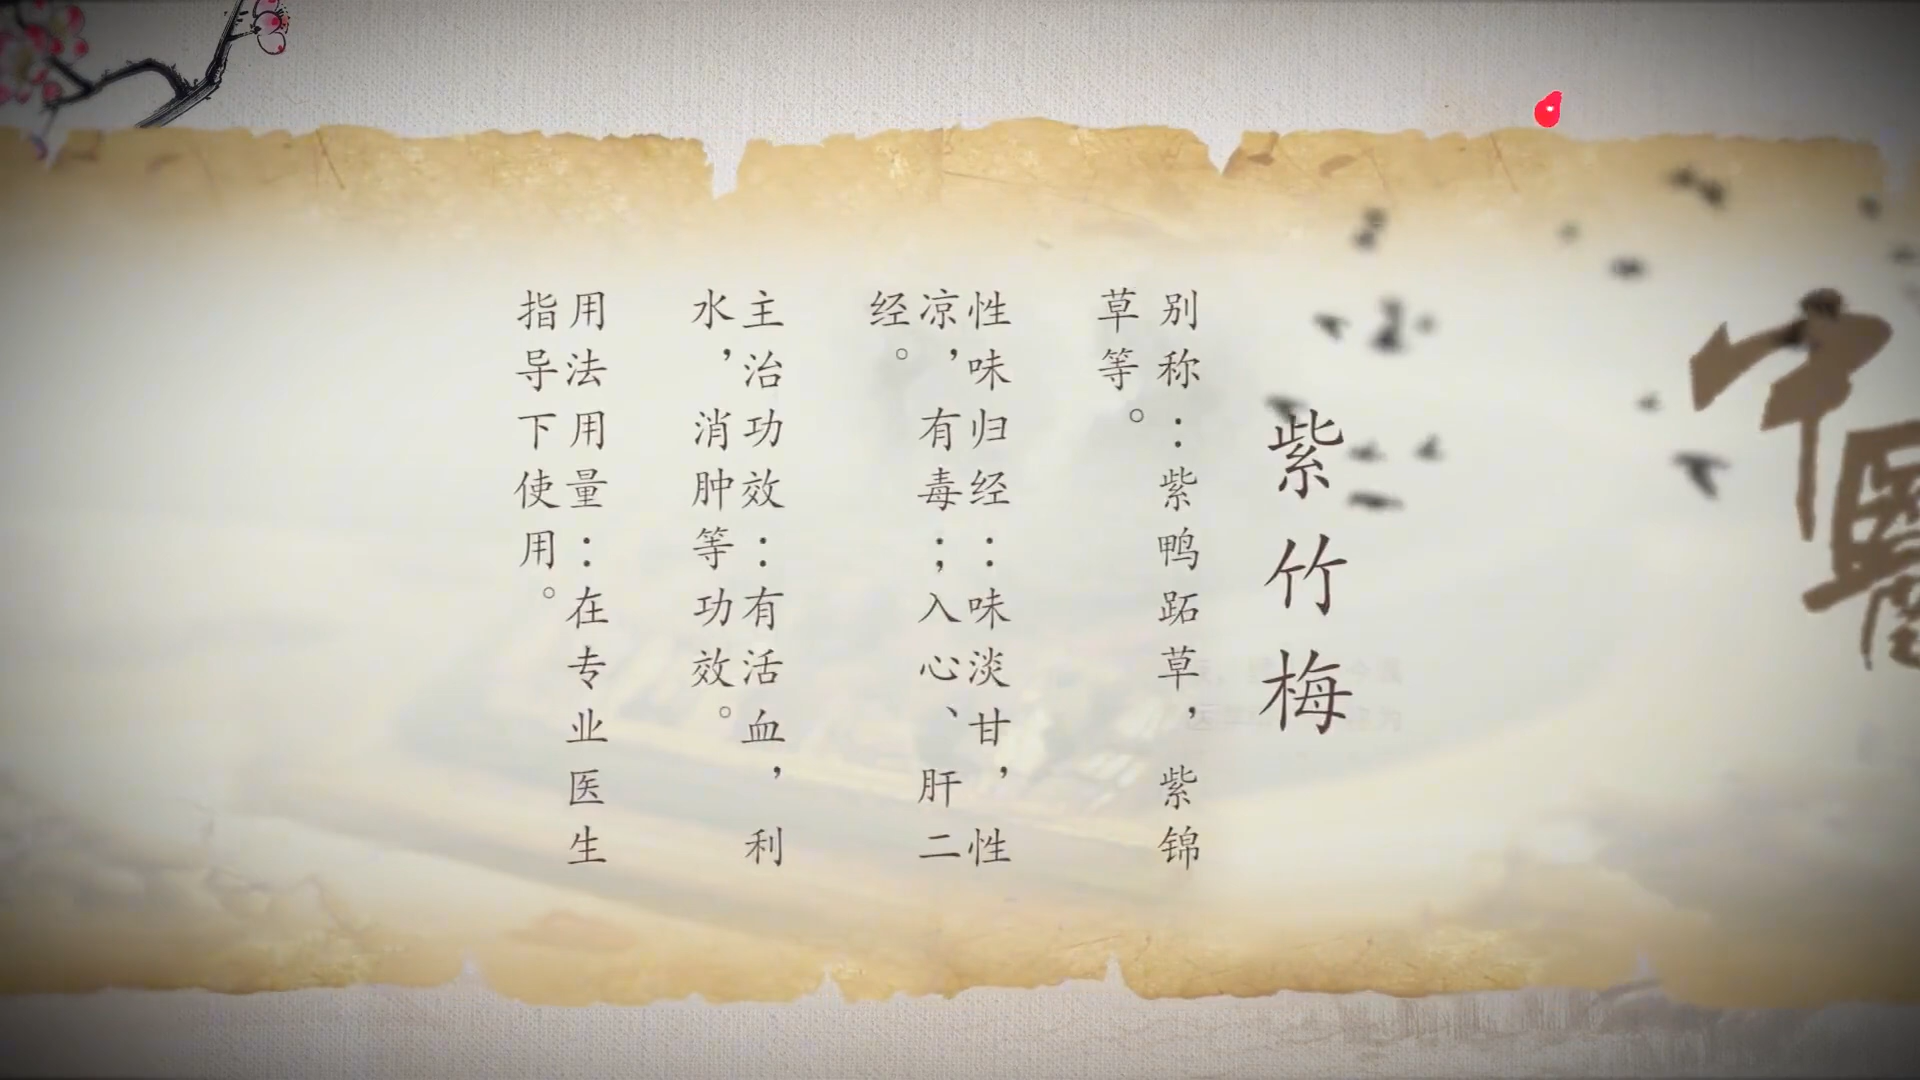 中医
紫竹梅
别称：紫鸭跖草，紫锦
草等。
性味归经：味淡甘，性
凉，有毒；入心、肝二
经。
主治功效：有活血，利
水，消肿等功效。
用法用量：在专业医生
指导下使用。